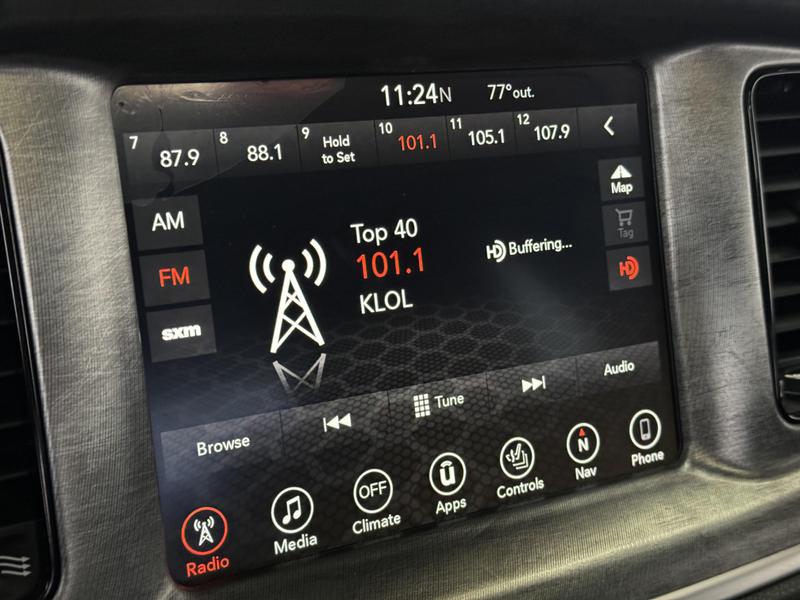 11:24N 77°out.
7 87.9 8 88.1 9 Hold to Set 10 101.1 11 105.1 12 107.9
Map
AM
Top 40
Tag
FM
101.1
HD Buffering...
HD
KLOL
sxm
Browse Tune Audio
OFF N
Radio Media Climate Apps Controls Nav Phone